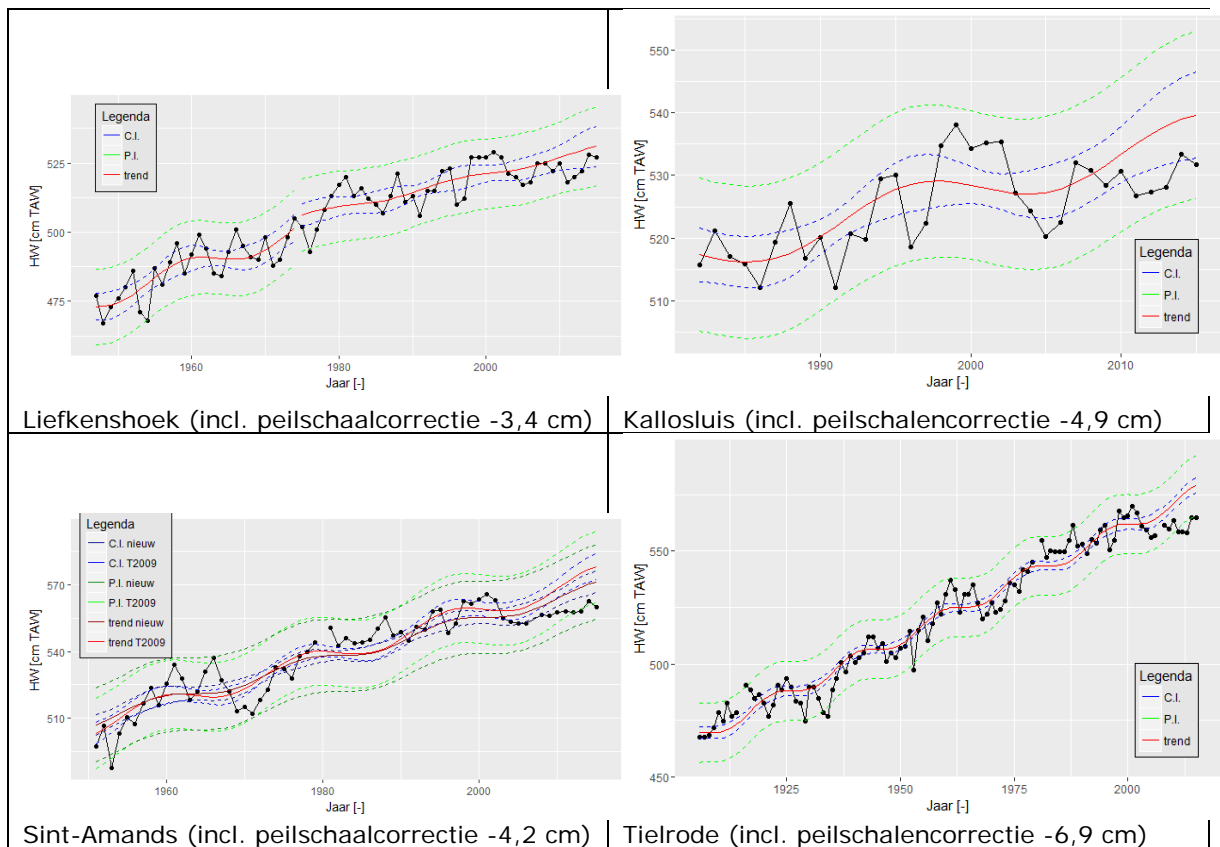 Legenda
C.I.
P.I.
trend
HW [cm TAW]
525
500
475
1960
1980
2000
Jaar [-]
Liefkenshoek (incl. peilschaalcorrectie -3,4 cm)
HW [cm TAW]
550
540
530
520
510
Legenda
C.I.
P.I.
trend
1990
2000
2010
Jaar [-]
Kallosluis (incl. peilschalencorrectie -4,9 cm)
Legenda
C.I. nieuw
C.I. T2009
P.I. nieuw
P.I. T2009
trend nieuw
trend T2009
HW [cm TAW]
570
540
510
1960
1980
2000
Jaar [-]
Sint-Amands (incl. peilschaalcorrectie -4,2 cm)
HW [cm TAW]
550
500
450
Legenda
C.I.
P.I.
trend
1925
1950
1975
2000
Jaar [-]
Tielrode (incl. peilschalencorrectie -6,9 cm)